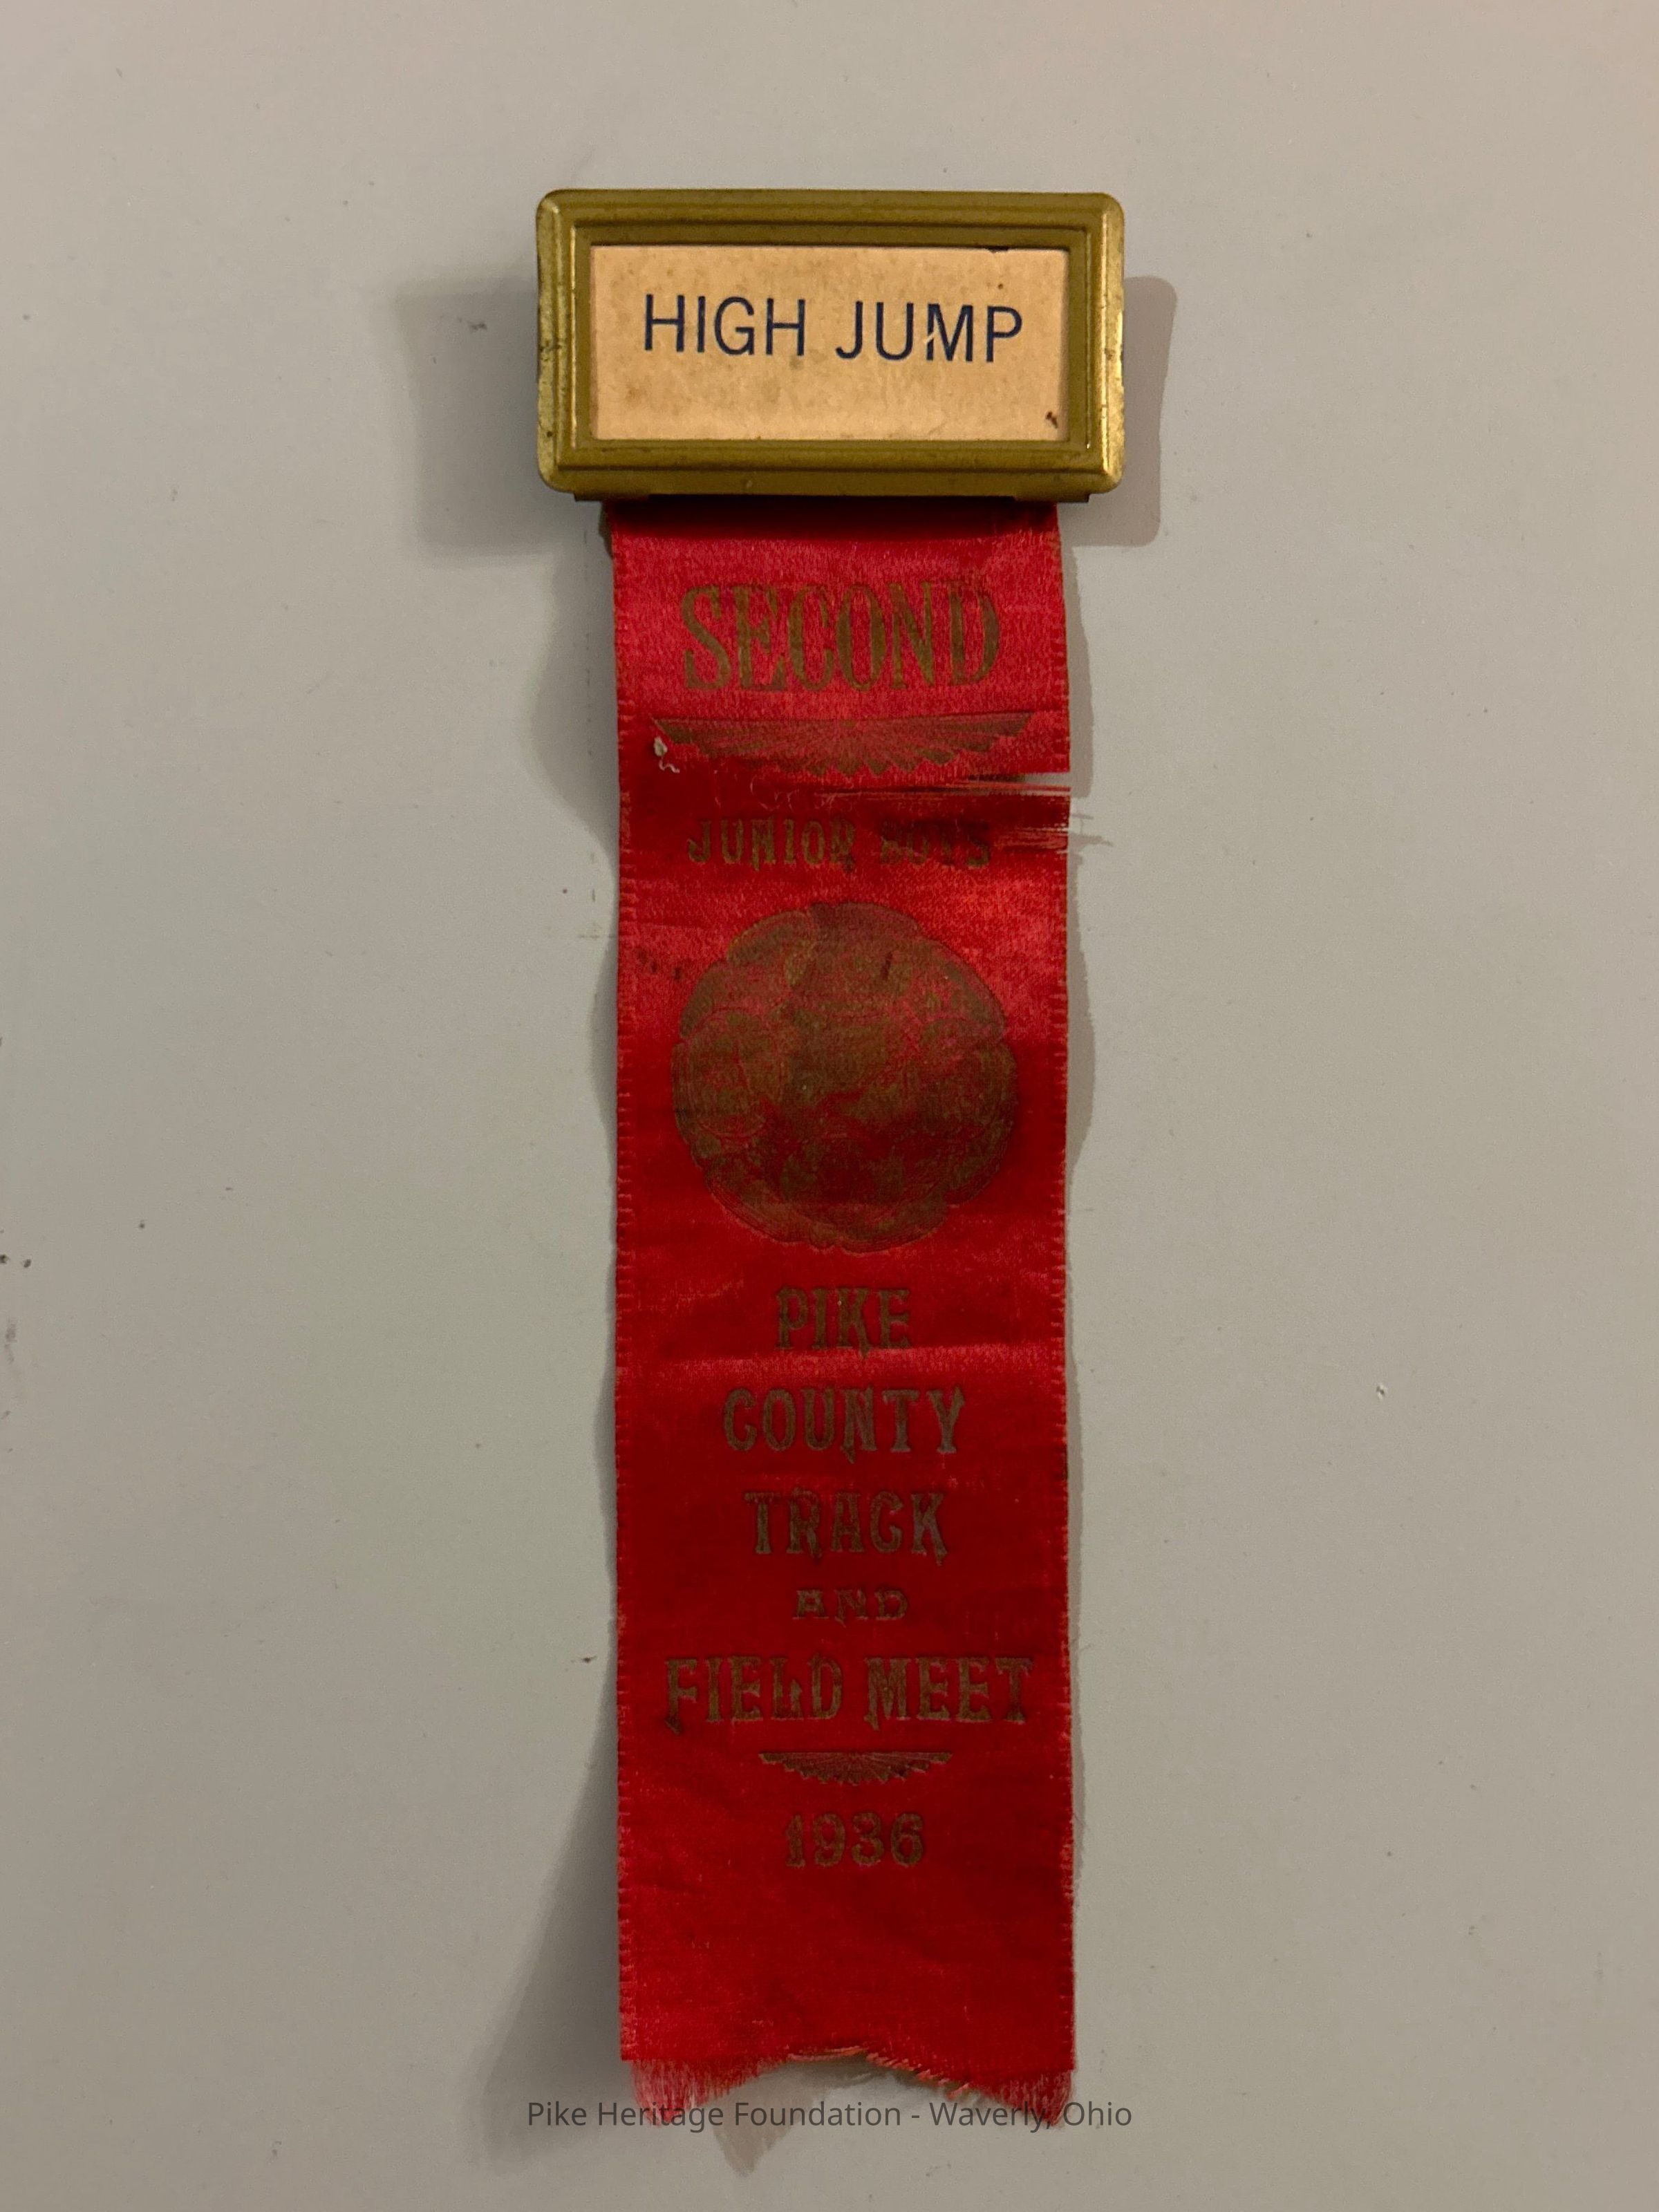 HIGH JUMP
SECOND
JUNIOR BOYS
PIKE
COUNTY
TRACK
AND
FIELD MEET
1936
Pike Heritage Foundation - Waverly, Ohio